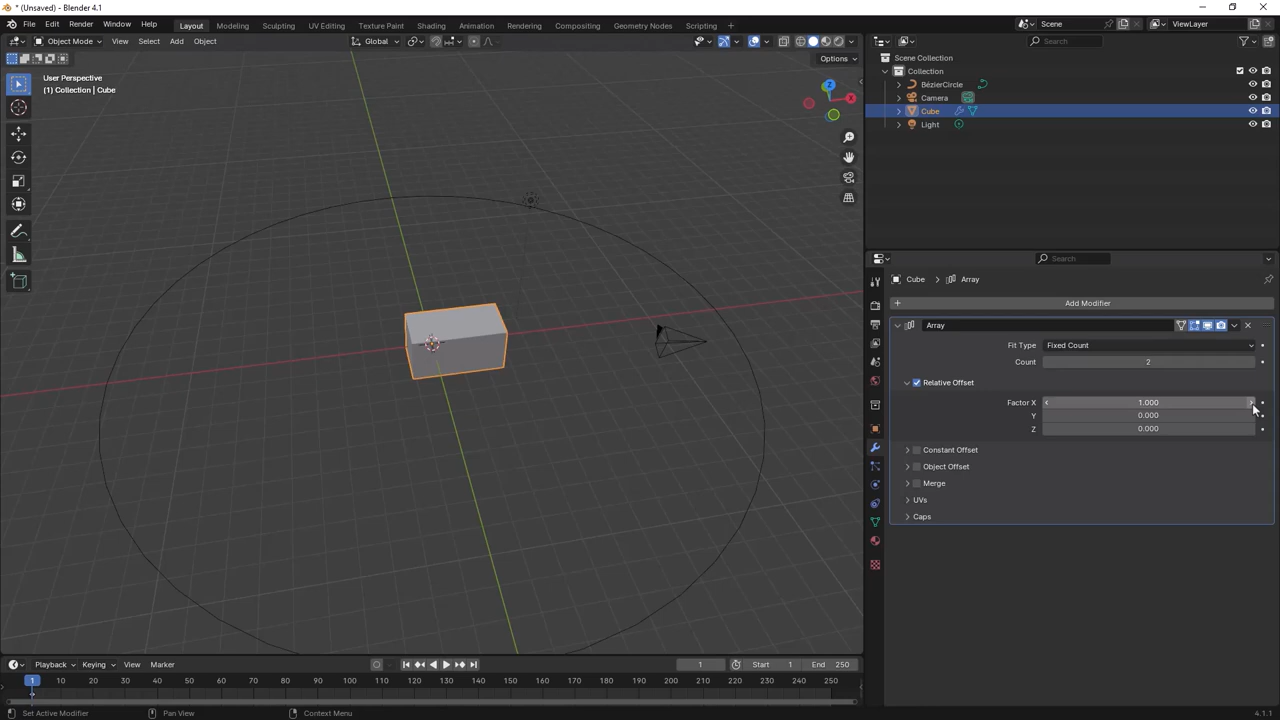 * (Unsaved) - Blender 4.1
File Edit Render Window Help
Layout Modeling Sculpting UV Editing Texture Paint Shading Animation Rendering Compositing Geometry Nodes Scripting +
Scene
ViewLayer
Object Mode View Select Add Object
Global
Options
Search
User Perspective
(1) Collection | Cube
Z
X
Scene Collection
Collection
BézierCircle
Camera
Cube
Light
Search
Cube > Array
+ Add Modifier
Array
Fit Type Fixed Count
Count 2
Relative Offset
Factor X 1.000
Y 0.000
Z 0.000
Constant Offset
Object Offset
Merge
UVs
Caps
Playback Keying View Marker
1
Start 1
End 250
1 10 20 30 40 50 60 70 80 90 100 110 120 130 140 150 160 170 180 190 200 210 220 230 240 250
Set Active Modifier Pan View Context Menu
4.1.1